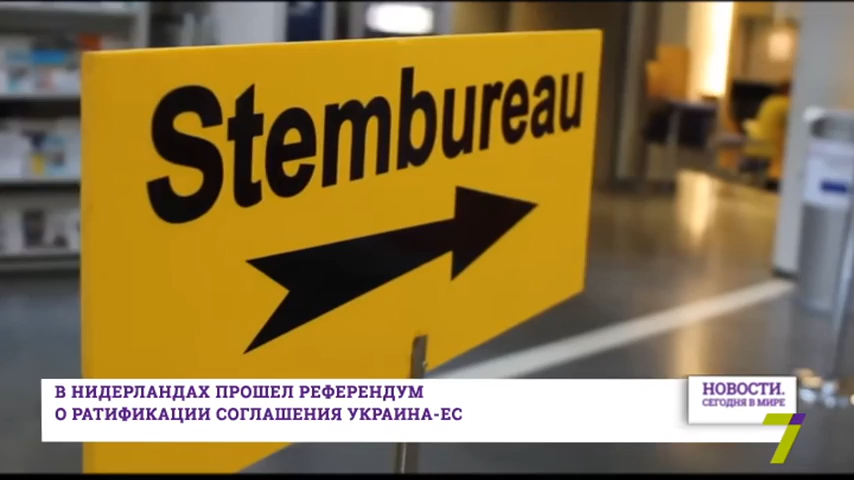 Stembureau
В НИДЕРЛАНДАХ ПРОШЕЛ РЕФЕРЕНДУМ
О РАТИФИКАЦИИ СОГЛАШЕНИЯ УКРАИНА-ЕС
НОВОСТИ.
СЕГОДНЯ В МИРЕ
7